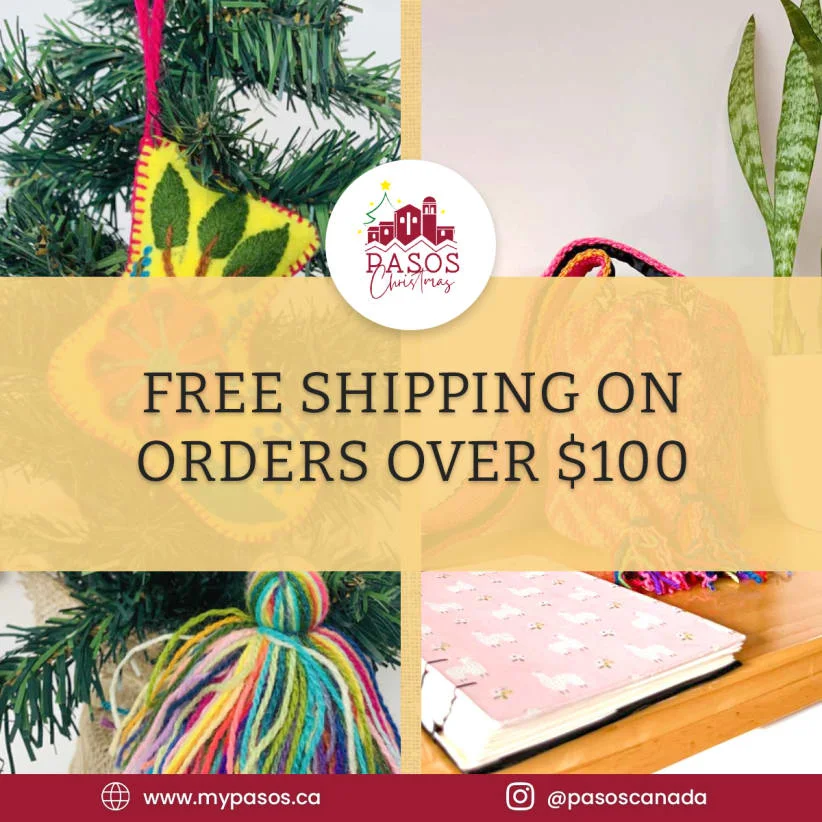 PASOS
Christmas
FREE SHIPPING ON
ORDERS OVER $100
www.mypasos.ca
@pasoscanada